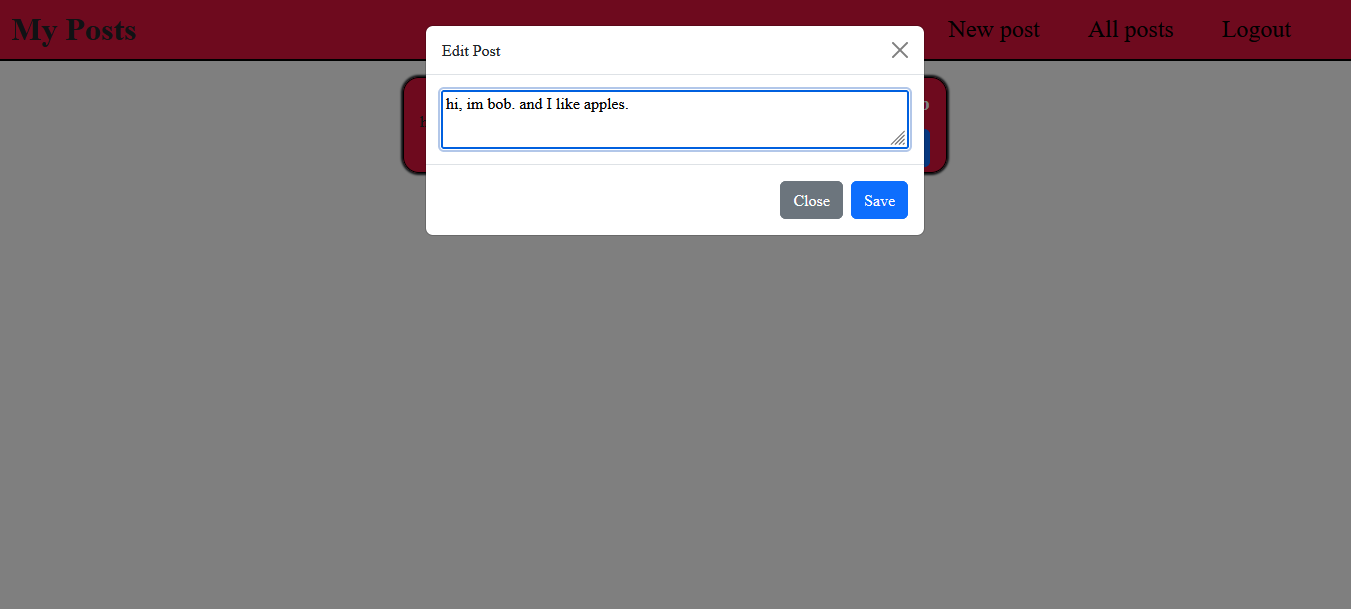 My Posts
New post
All posts
Logout
Edit Post
hi, im bob. and I like apples.
Close
Save